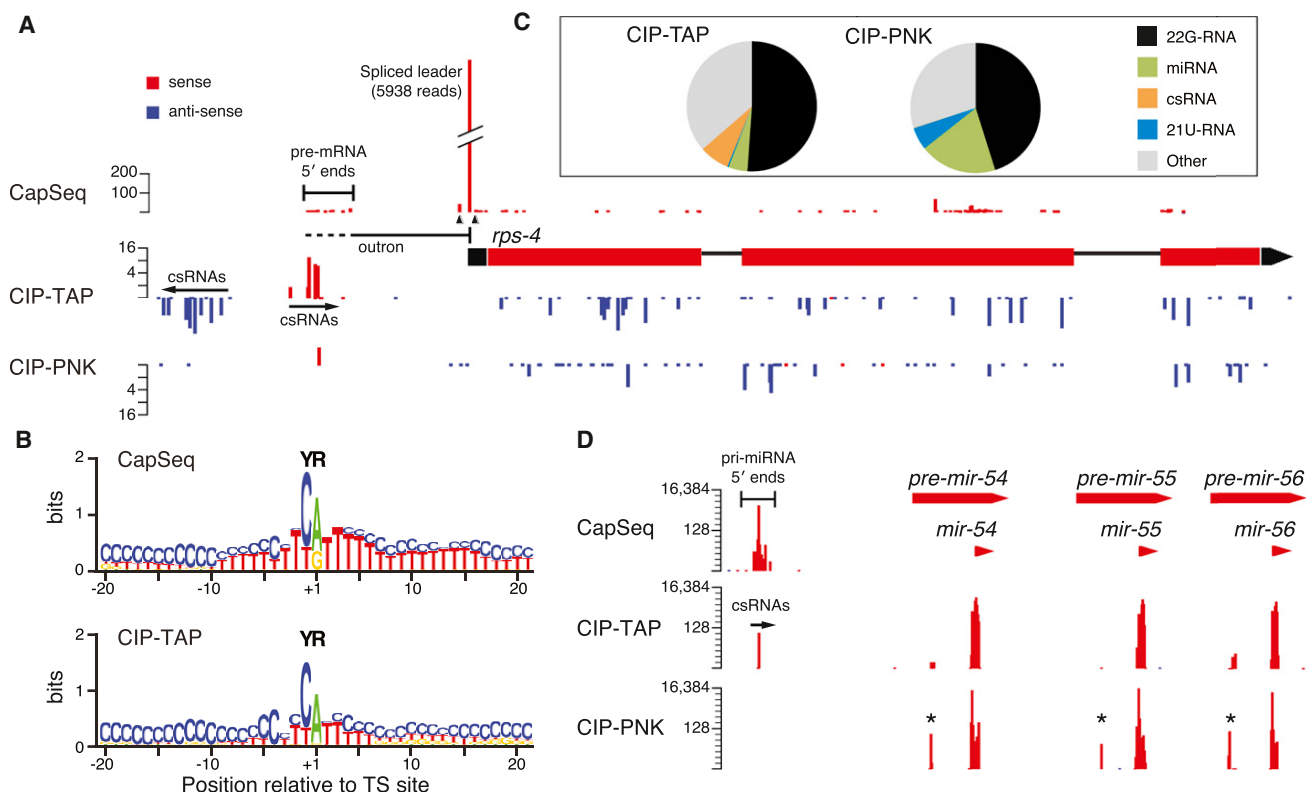 A
sense
anti-sense
Spliced leader
(5938 reads)
pre-mRNA
5′ ends
CapSeq
200
100
outron
rps-4
CIP-TAP
16
4
csRNAs
csRNAs
CIP-PNK
4
16
C
CIP-TAP
CIP-PNK
22G-RNA
miRNA
csRNA
21U-RNA
Other
B
CapSeq
YR
bits
2
1
0
-20
-10
+1
10
20
CIP-TAP
YR
bits
2
1
0
-20
-10
+1
10
20
Position relative to TS site
D
pri-miRNA
5′ ends
CapSeq
16,384
128
pre-mir-54
pre-mir-55
pre-mir-56
mir-54
mir-55
mir-56
CIP-TAP
16,384
128
csRNAs
CIP-PNK
16,384
128
*
*
*